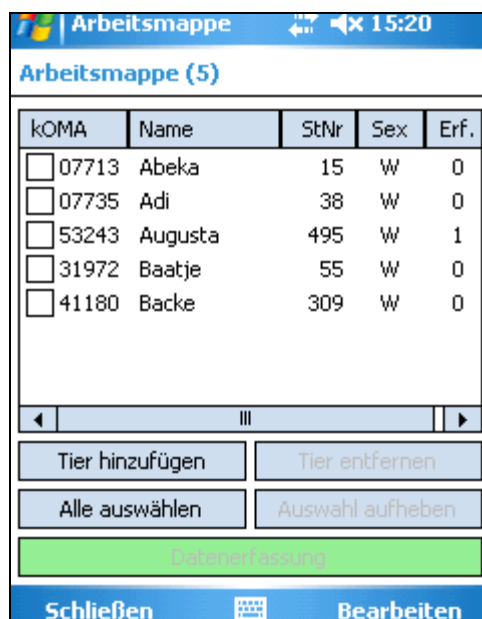 Arbeitsmappe 15:20
Arbeitsmappe (5)
kOMA Name StNr Sex Erf.
07713 Abeka 15 W 0
07735 Adi 38 W 0
53243 Augusta 495 W 1
31972 Baatje 55 W 0
41180 Backe 309 W 0
Tier hinzufügen Tier entfernen
Alle auswählen Auswahl aufheben
Datenerfassung
Schließen Bearbeiten